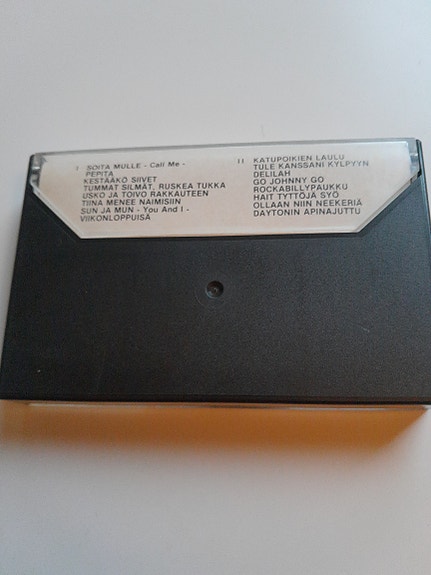 I SOITA MULLE - Call Me -
PEPITA
KESTÄÄKÖ SIIVET
TUMMAT SILMÄT, RUSKEA TUKKA
USKO JA TOIVO RAKKAUTEEN
TIINA MENEE NAIMISIIN
SUN JA MUN - You And I -
VIIKONLOPPUISÄ
II KATUPOIKIEN LAULU
TULE KANSSANI KYLPYYN
DELILAH
GO JOHNNY GO
ROCKABILLYPAUKKU
HAIT TYTTÖJÄ SYÖ
OLLAAN NIIN NEEKERIÄ
DAYTONIN APINAJUTTU